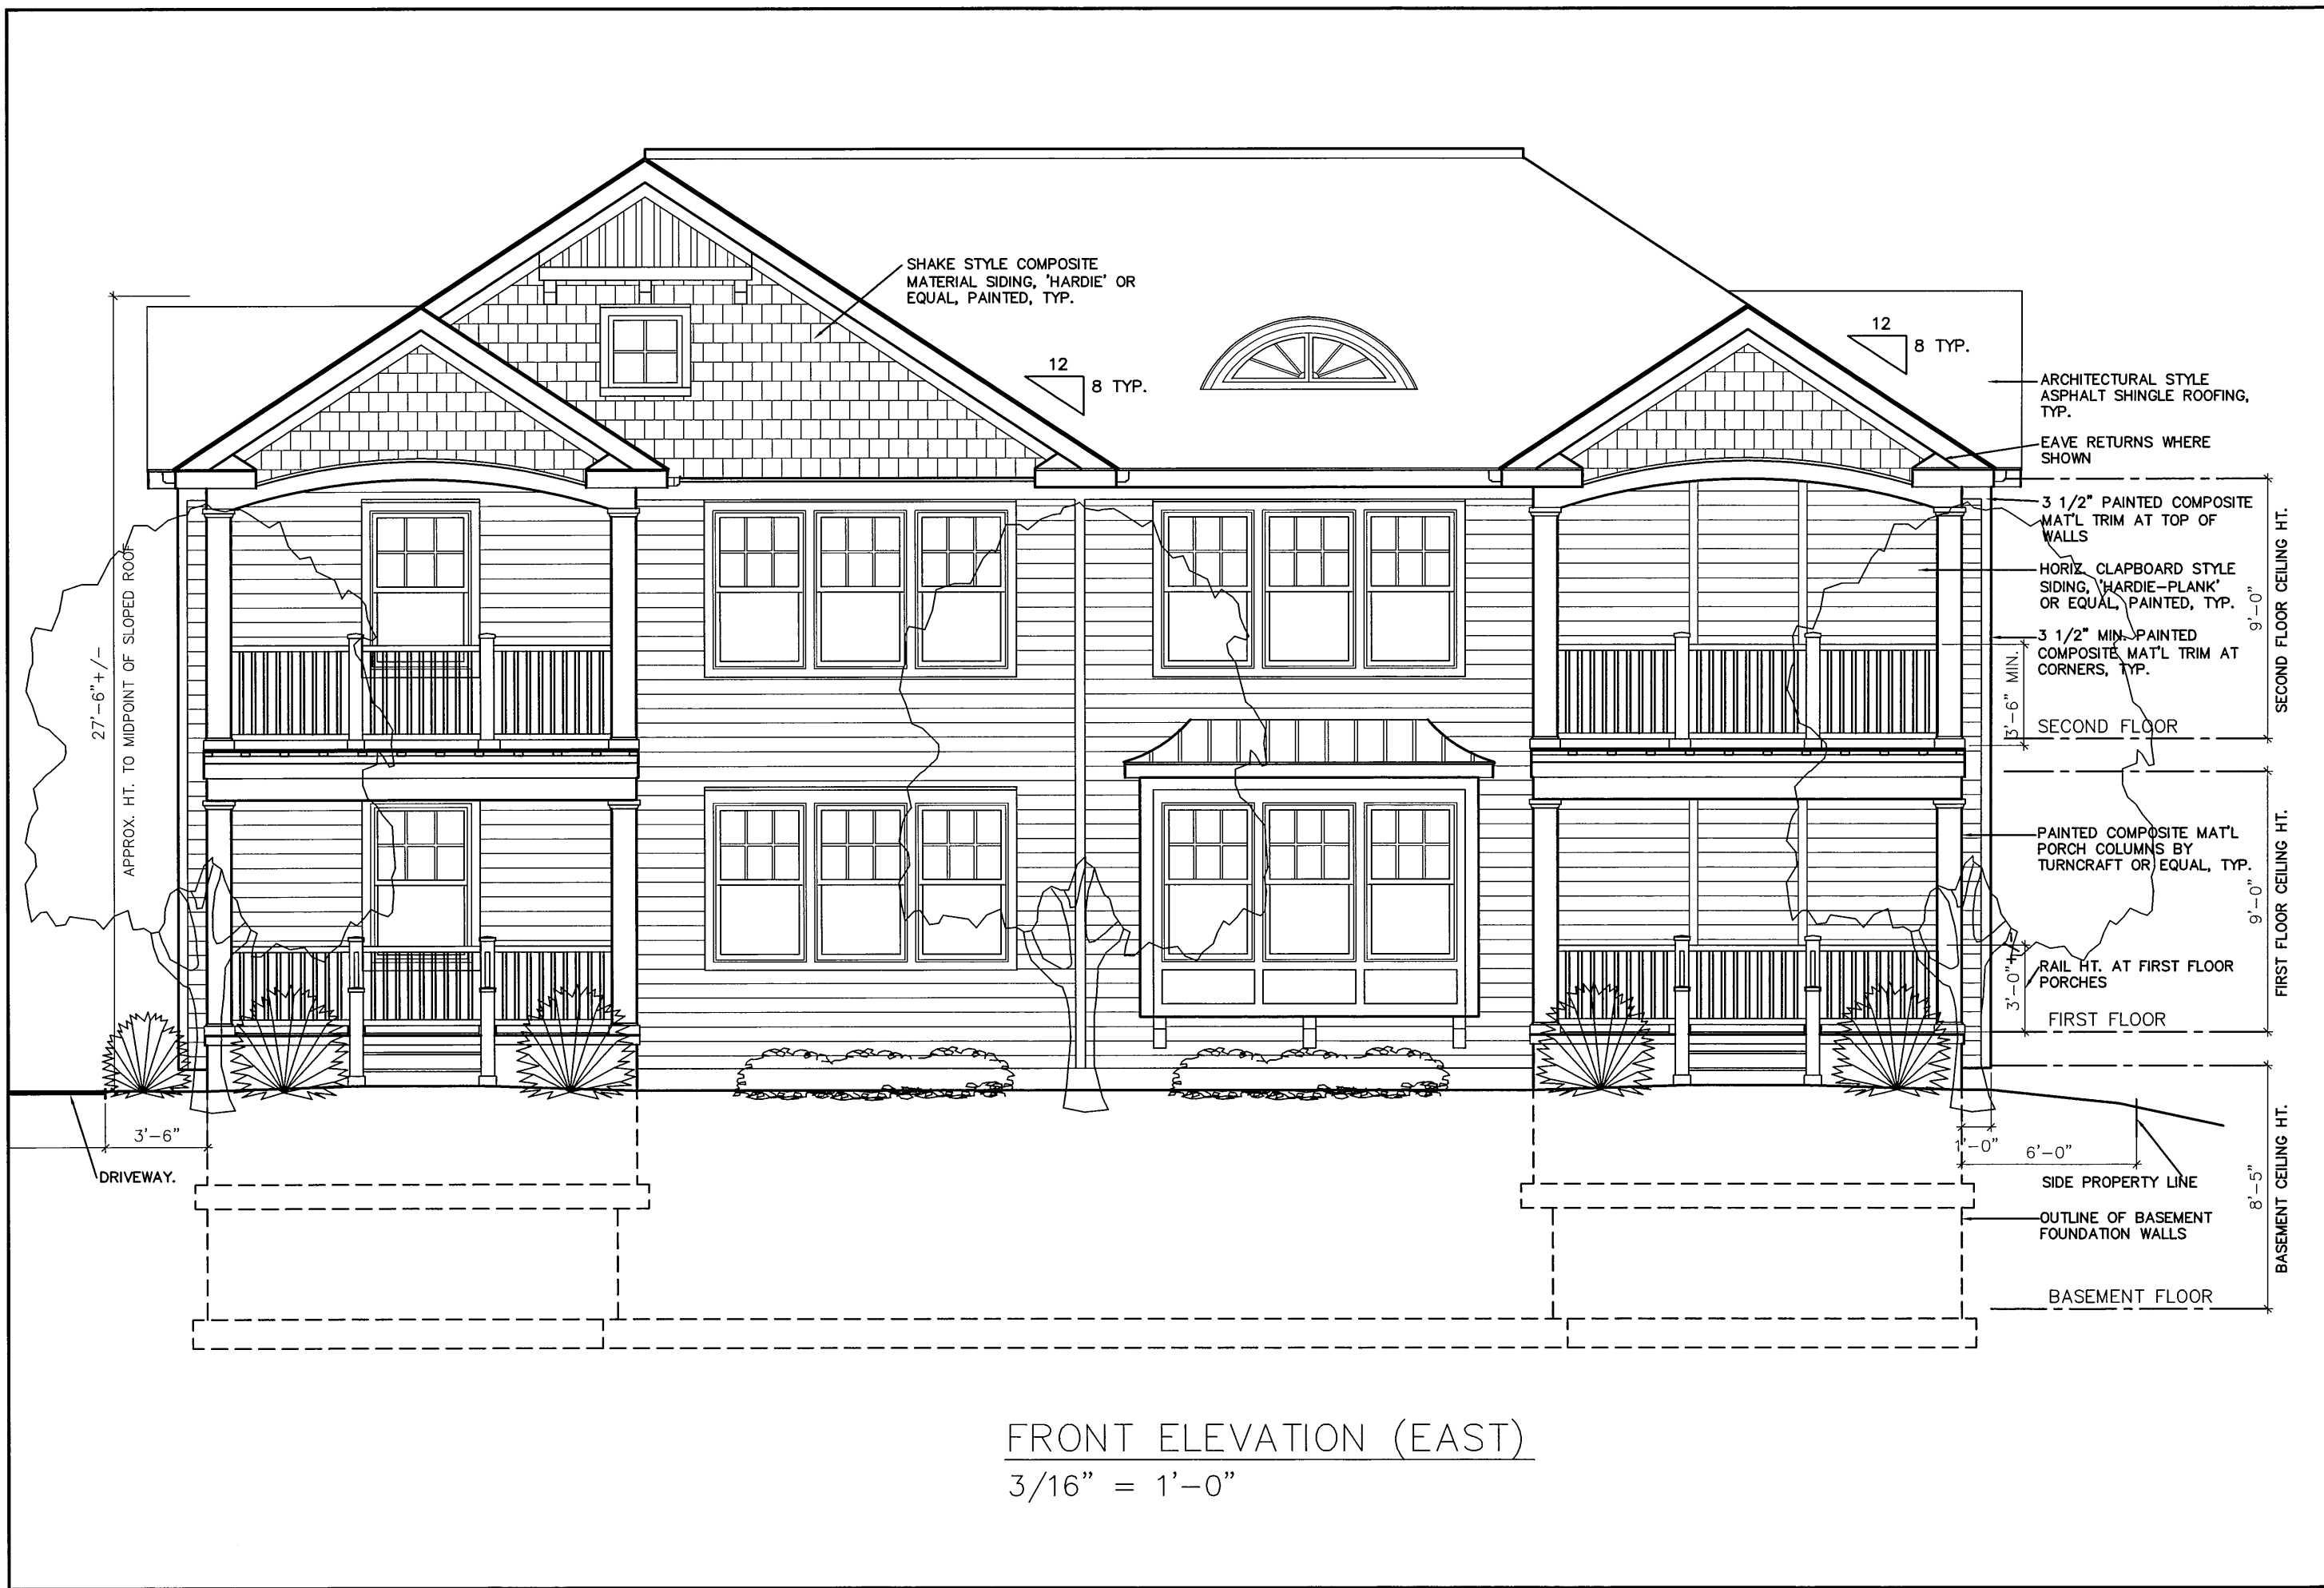 SHAKE STYLE COMPOSITE
MATERIAL SIDING, 'HARDIE' OR
EQUAL, PAINTED, TYP.
12
8 TYP.
12
8 TYP.
ARCHITECTURAL STYLE
ASPHALT SHINGLE ROOFING,
TYP.
EAVE RETURNS WHERE
SHOWN
3 1/2" PAINTED COMPOSITE
MAT'L TRIM AT TOP OF
WALLS
HORIZ. CLAPBOARD STYLE
SIDING, 'HARDIE-PLANK'
OR EQUAL, PAINTED, TYP.
3 1/2" MIN. PAINTED
COMPOSITE MAT'L TRIM AT
CORNERS, TYP.
3'-6" MIN.
SECOND FLOOR
9'-0"
SECOND FLOOR CEILING HT.
PAINTED COMPOSITE MAT'L
PORCH COLUMNS BY
TURNCRAFT OR EQUAL, TYP.
3'-0"+/-
RAIL HT. AT FIRST FLOOR
PORCHES
FIRST FLOOR
9'-0"
FIRST FLOOR CEILING HT.
27'-6"+/-
APPROX. HT. TO MIDPOINT OF SLOPED ROOF
3'-6"
DRIVEWAY.
1'-0"
6'-0"
SIDE PROPERTY LINE
OUTLINE OF BASEMENT
FOUNDATION WALLS
BASEMENT FLOOR
8'-5"
BASEMENT CEILING HT.
FRONT ELEVATION (EAST)
3/16" = 1'-0"